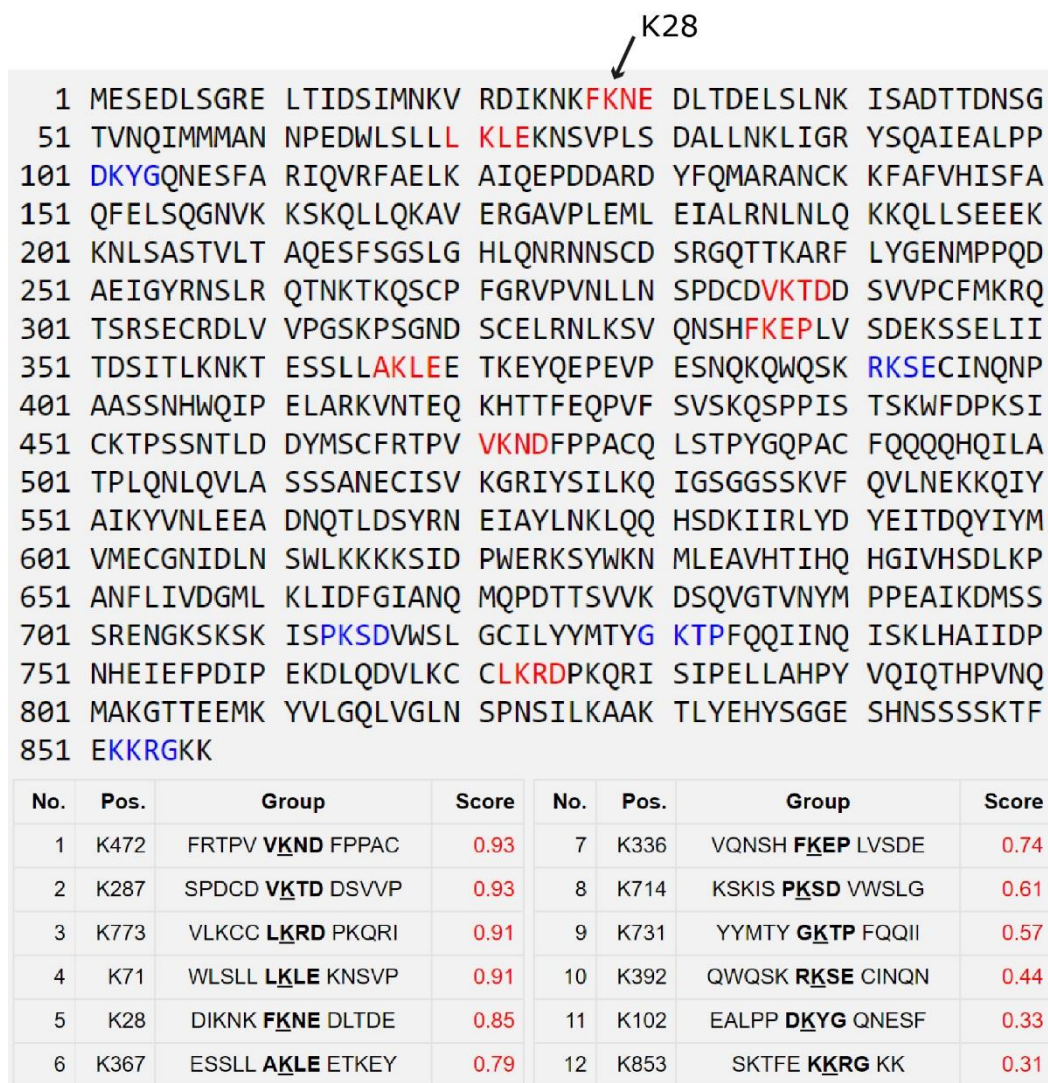 K28
1 MESEDLSGRE LTIDSIMNKV RDIKNKFKNE DLTDELSLNK ISADTTDNSG
51 TVNQIMMMAN NPEDWLSLLL KLEKNSVPLS DALLNKLIGR YSQAIEALPP
101 DKYGQNESFA RIQVRFAELK AIQEPDDARD YFQMARANCK KFAFVHISFA
151 QFELSQGNVK KSKQLLQKAV ERGAVPLEML EIALRNLNLQ KKQLLSEEEK
201 KNLSASTVLT AQESFSGSLG HLQNRNNSCD SRGQTTKARF LYGENMPPQD
251 AEIGYRNSLR QTNKTKQSCP FGRVPVNLLN SPDCDVKTDD SVVPCFMKRQ
301 TSRSECRDLV VPGSKPSGND SCELRNLKSV QNSHFKEPLV SDEKSSELII
351 TDSITLKNKT ESSLLAKLEE TKEYQEPEVP ESNQKQWQSK RKSECINQNP
401 AASSNHWQIP ELARKVNTEQ KHTTFEQPVF SVSKQSPPIS TSKWFDPKSI
451 CKTPSSNTLD DYMSCFRTPV VKNDFPPACQ LSTPYGQPAC FQQQQHQILA
501 TPLQNLQVLA SSSANECISV KGRIYSILKQ IGSGGSSKVF QVLNEKKQIY
551 AIKYVNLEEA DNQTLDSYRN EIAYLNKLQQ HSDKIIRLYD YEITDQYIYM
601 VMECGNIDLN SWLKKKKSID PWERKSYWKN MLEAVHTIHQ HGIVHSDLKP
651 ANFLIVDGML KLIDFGIANQ MQPDTTSVVK DSQVGTVNYM PPEAIKDMSS
701 SRENGKSKSK ISPKSDVWSL GCILYYMTYG KTPFQQIINQ ISKLHAIIDP
751 NHEIEFPDIP EKDLQDVLKC CLKRDPKQRI SIPELLAHPY VQIQTHPVNQ
801 MAKGTTEEMK YVLGQLVGLN SPNSILKAAK TLYEHYSGGE SHNSSSSKTF
851 EKKRGKK
No. Pos. Group Score No. Pos. Group Score
1 K472 FRTPV VKND FPPAC 0.93 7 K336 VQNSH FKEP LVSDE 0.74
2 K287 SPDCD VKTD DSVVP 0.93 8 K714 KSKIS PKSD VWSLG 0.61
3 K773 VLKCC LKRD PKQRI 0.91 9 K731 YYMTY GKTP FQQII 0.57
4 K71 WLSLL LKLE KNSVP 0.91 10 K392 QWQSK RKSE CINQN 0.44
5 K28 DIKNK FKNE DLTDE 0.85 11 K102 EALPP DKYG QNESF 0.33
6 K367 ESSLL AKLE ETKEY 0.79 12 K853 SKTFE KKRG KK 0.31